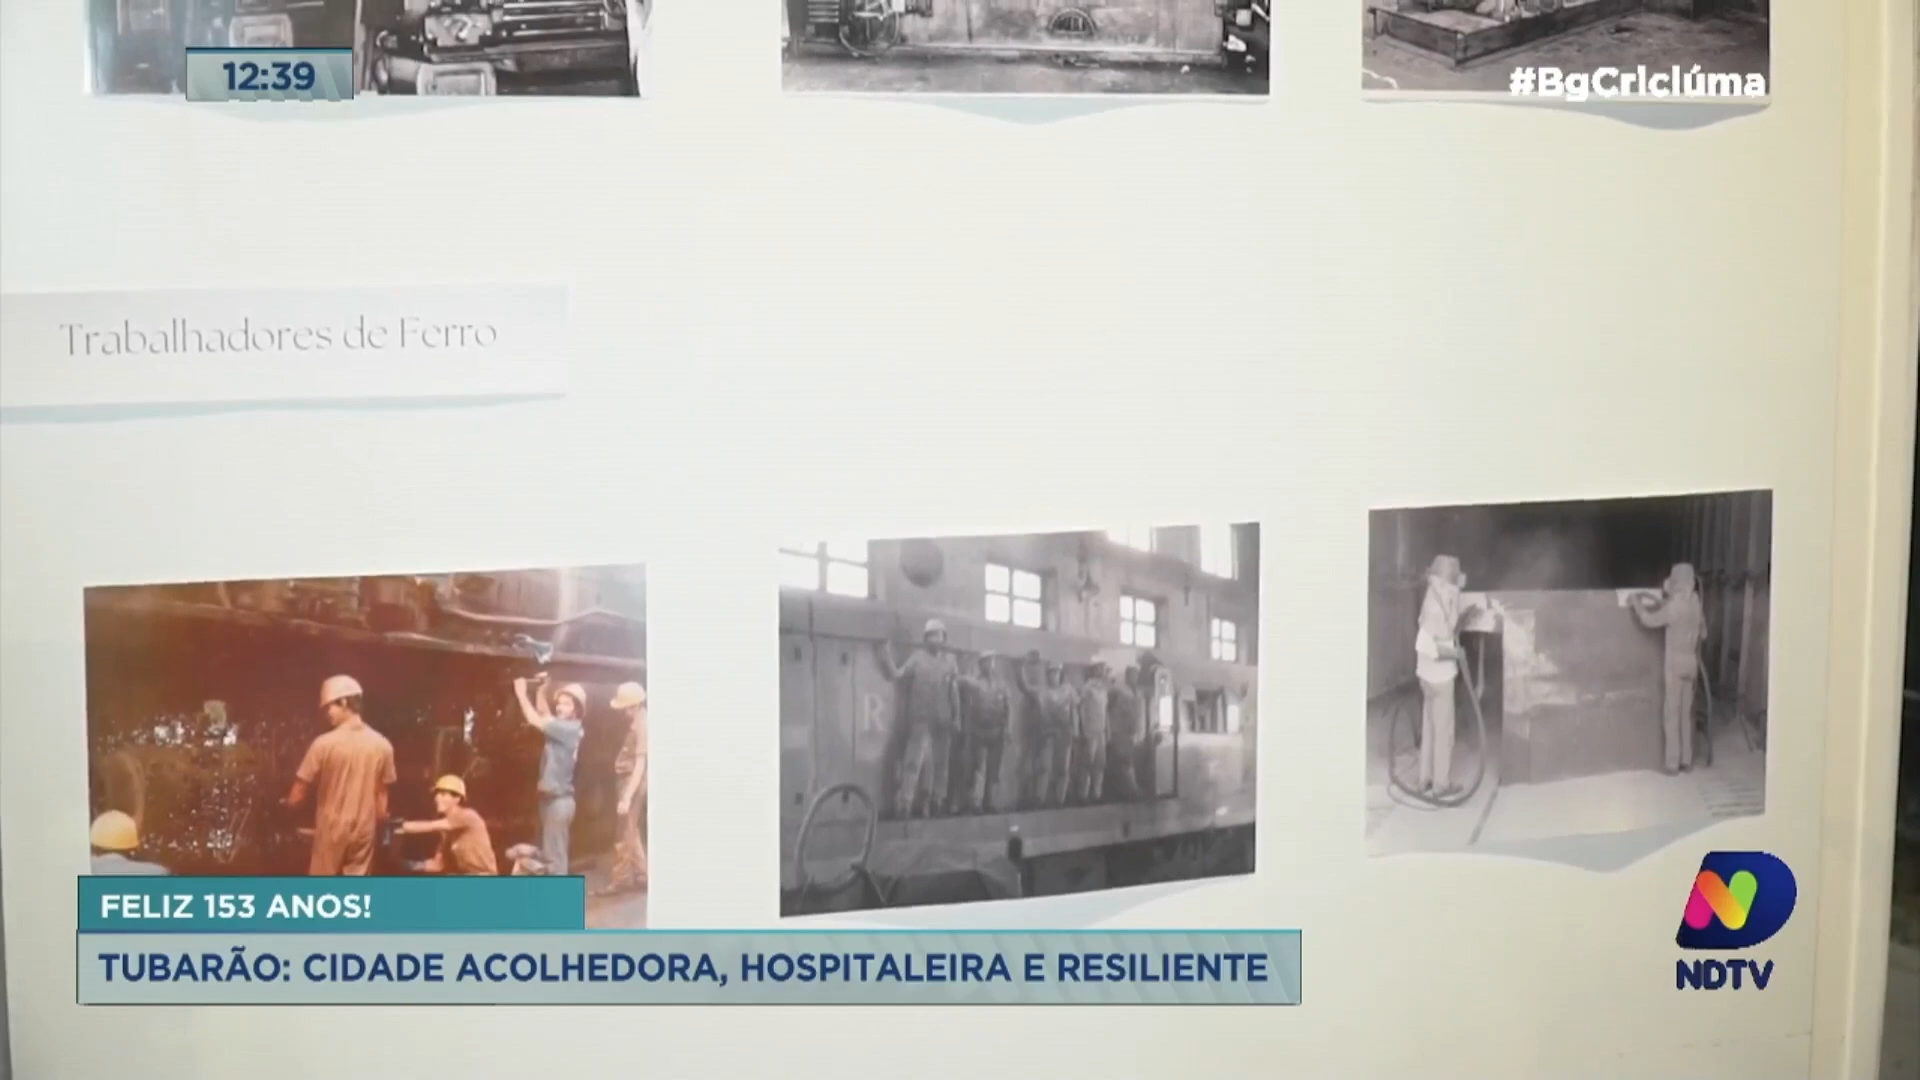 12:39
#BgCriciúma
Trabalhadores de Ferro
R
FELIZ 153 ANOS!
TUBARÃO: CIDADE ACOLHEDORA, HOSPITALEIRA E RESILIENTE
NDTV